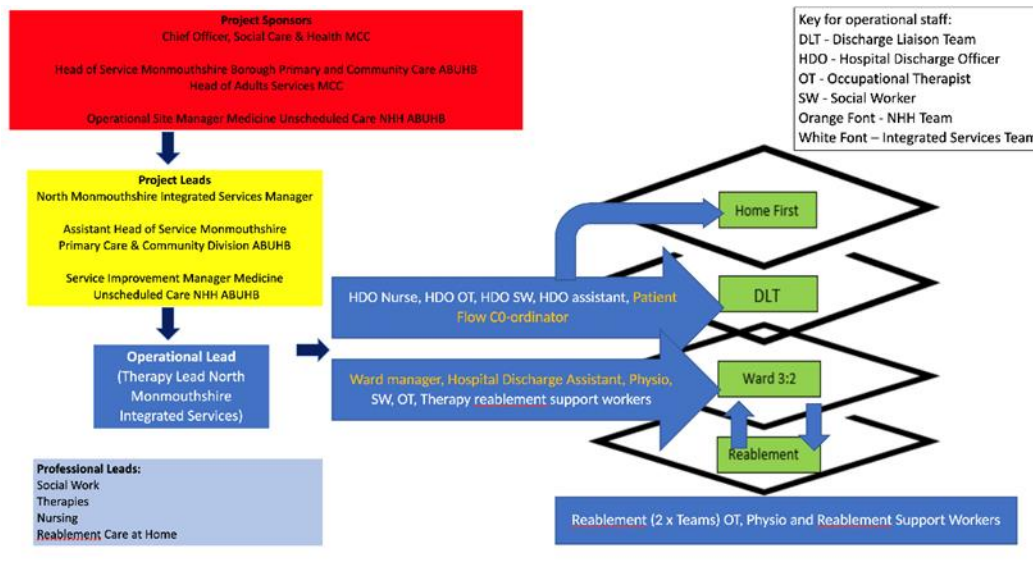 Project Sponsors
Chief Officer, Social Care & Health MCC
Head of Service Monmouthshire Borough Primary and Community Care ABUHB
Head of Adults Services MCC
Operational Site Manager Medicine Unscheduled Care NHH ABUHB
Key for operational staff:
DLT - Discharge Liaison Team
HDO - Hospital Discharge Officer
OT - Occupational Therapist
SW - Social Worker
Orange Font - NHH Team
White Font – Integrated Services Team
Project Leads
North Monmouthshire Integrated Services Manager
Assistant Head of Service Monmouthshire
Primary Care & Community Division ABUHB
Service Improvement Manager Medicine
Unscheduled Care NHH ABUHB
Operational Lead
(Therapy Lead North
Monmouthshire
Integrated Services)
Professional Leads:
Social Work
Therapies
Nursing
Reablement Care at Home
HDO Nurse, HDO OT, HDO SW, HDO assistant, Patient
Flow C0-ordinator
Ward manager, Hospital Discharge Assistant, Physio,
SW, OT, Therapy reablement support workers
Home First
DLT
Ward 3:2
Reablement
Reablement (2 x Teams) OT, Physio and Reablement Support Workers